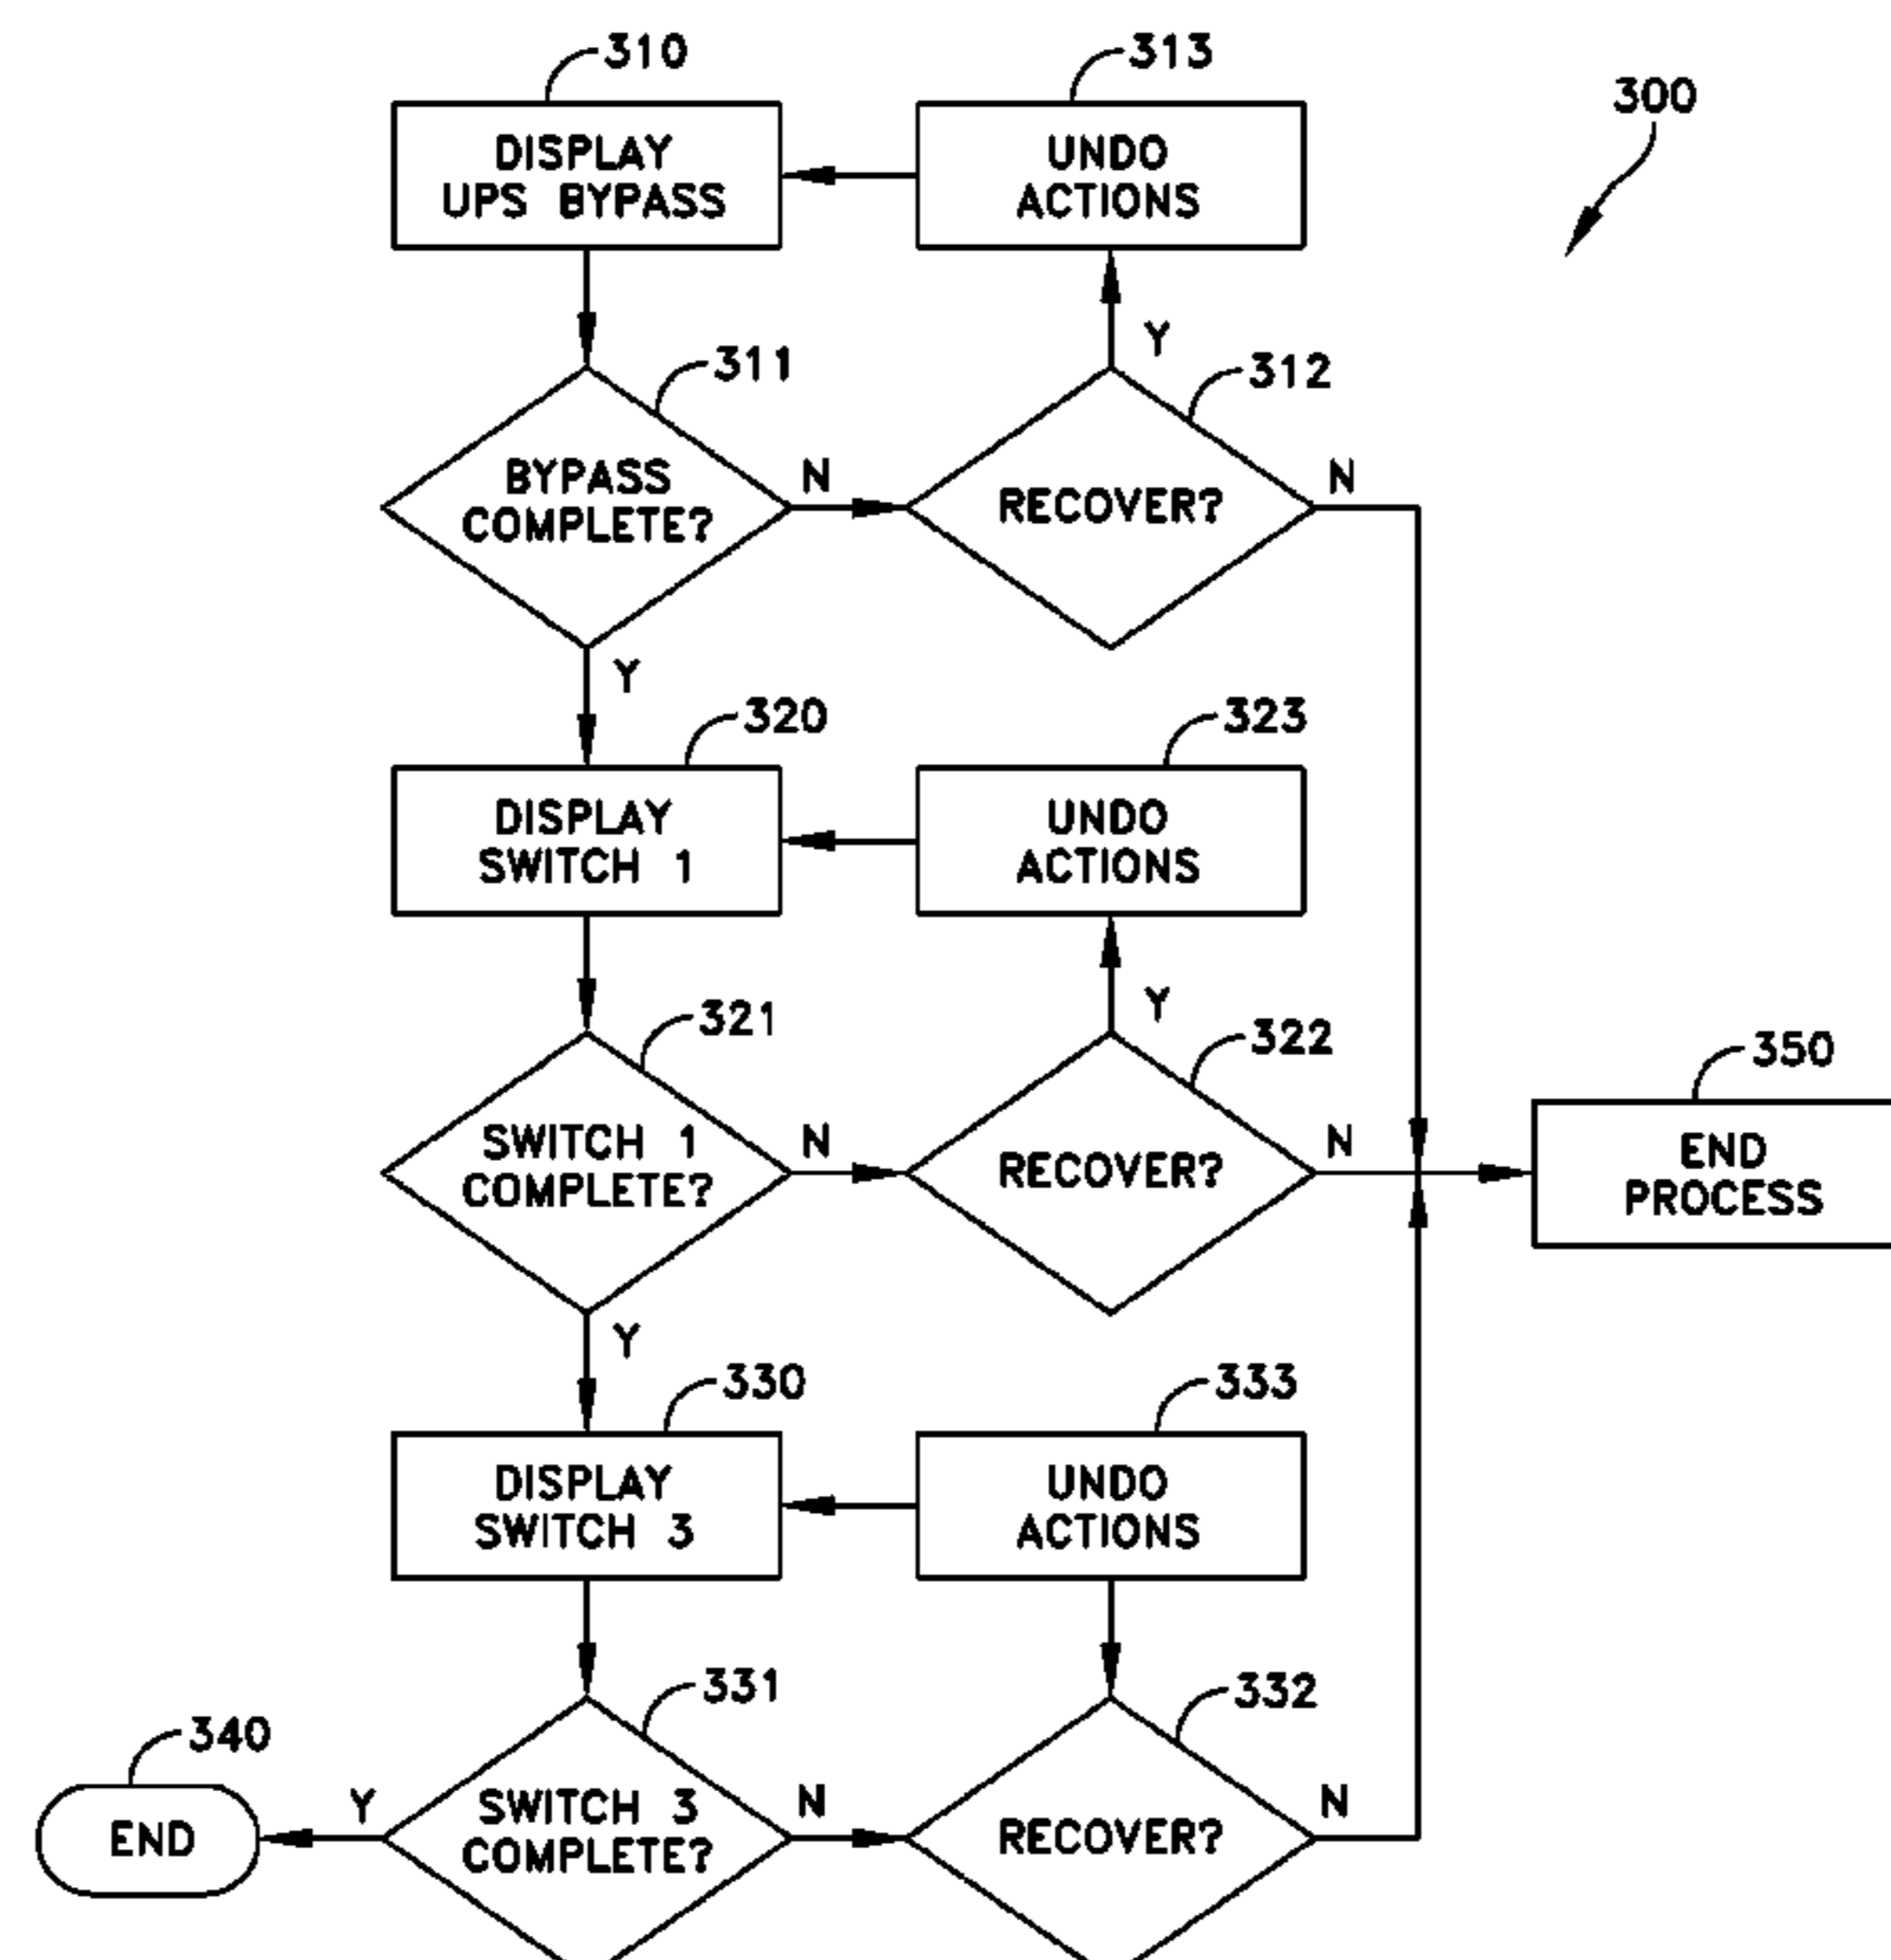 310
313
300
DISPLAY
UPS BYPASS
UNDO
ACTIONS
Y
311
312
BYPASS
COMPLETE?
N
RECOVER?
N
Y
320
323
DISPLAY
SWITCH 1
UNDO
ACTIONS
Y
321
322
350
SWITCH 1
COMPLETE?
N
RECOVER?
N
END
PROCESS
Y
330
333
DISPLAY
SWITCH 3
UNDO
ACTIONS
331
332
340
END
Y
SWITCH 3
COMPLETE?
N
RECOVER?
N